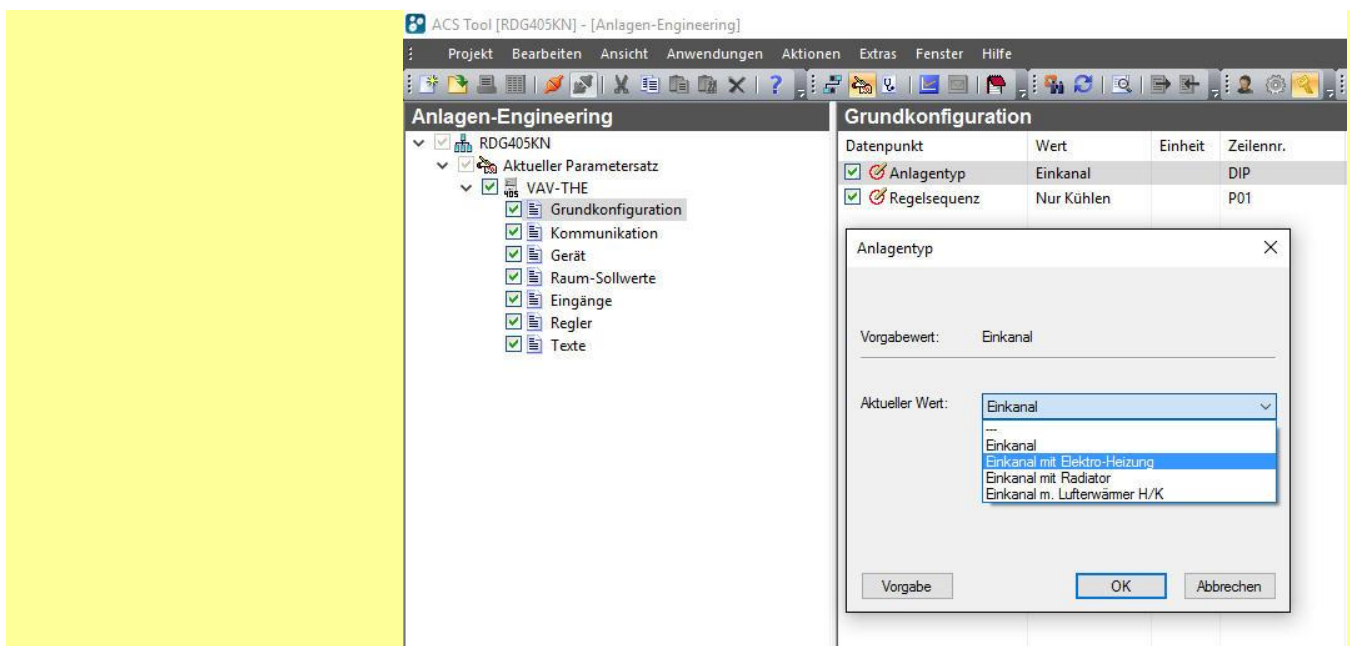 ACS Tool [RDG405KN] - [Anlagen-Engineering]
Projekt Bearbeiten Ansicht Anwendungen Aktionen Extras Fenster Hilfe
Anlagen-Engineering
RDG405KN
Aktueller Parametersatz
405 VAV-THE
Grundkonfiguration
Kommunikation
Gerät
Raum-Sollwerte
Eingänge
Regler
Texte
Grundkonfiguration
Datenpunkt Wert Einheit Zeilennr.
Anlagentyp Einkanal DIP
Regelsequenz Nur Kühlen P01
Anlagentyp
Vorgabewert: Einkanal
Aktueller Wert: Einkanal
---
Einkanal
Einkanal mit Elektro-Heizung
Einkanal mit Radiator
Einkanal m. Lufterwärmer H/K
Vorgabe OK Abbrechen